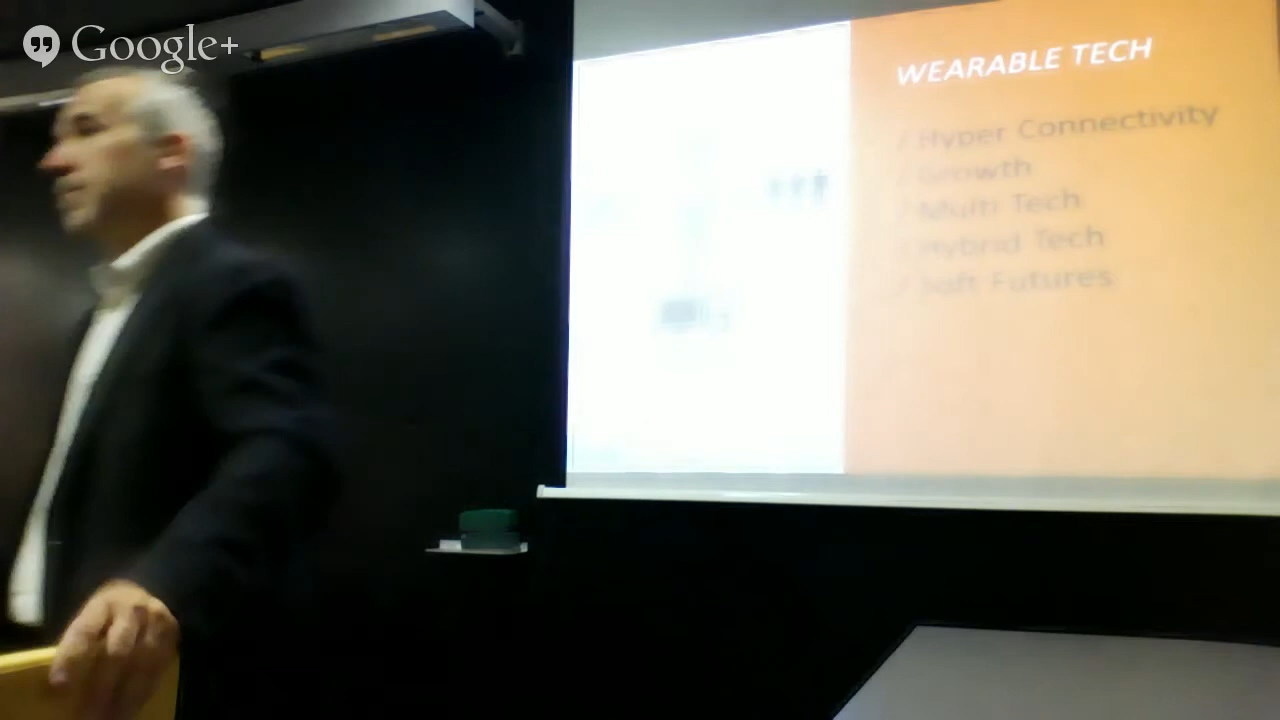 Google+
WEARABLE TECH
/ Hyper Connectivity
/ Growth
/ Multi Tech
/ Hybrid Tech
/ Soft Futures